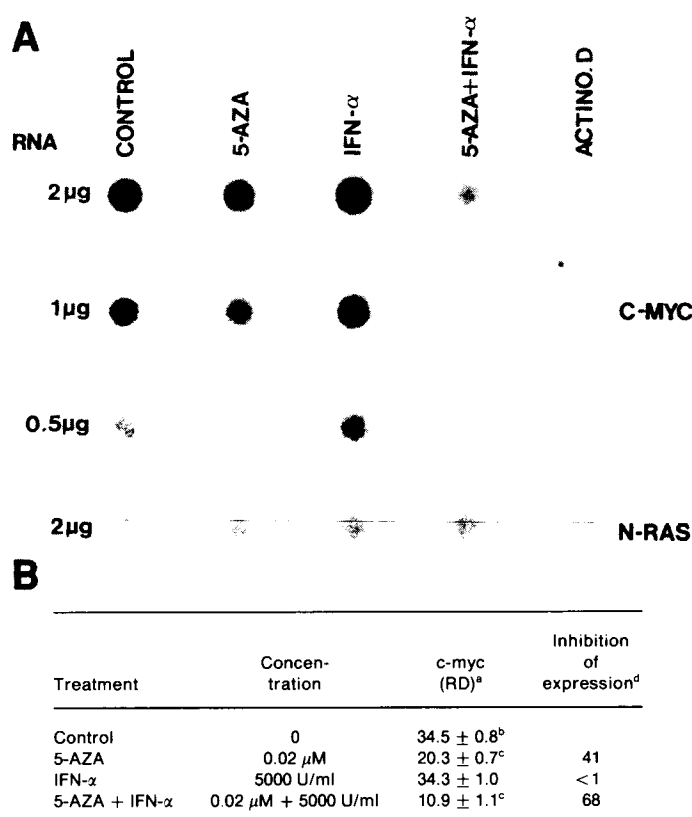 A
RNA CONTROL 5-AZA IFN-α 5-AZA+IFN-α ACTINO. D
2µg
1µg C-MYC
0.5µg
2µg N-RAS
B
Treatment Concen-tration c-myc (RD)ᵃ Inhibition of expressionᵈ
Control 0 34.5 ± 0.8ᵇ
5-AZA 0.02 µM 20.3 ± 0.7ᶜ 41
IFN-α 5000 U/ml 34.3 ± 1.0 <1
5-AZA + IFN-α 0.02 µM + 5000 U/ml 10.9 ± 1.1ᶜ 68